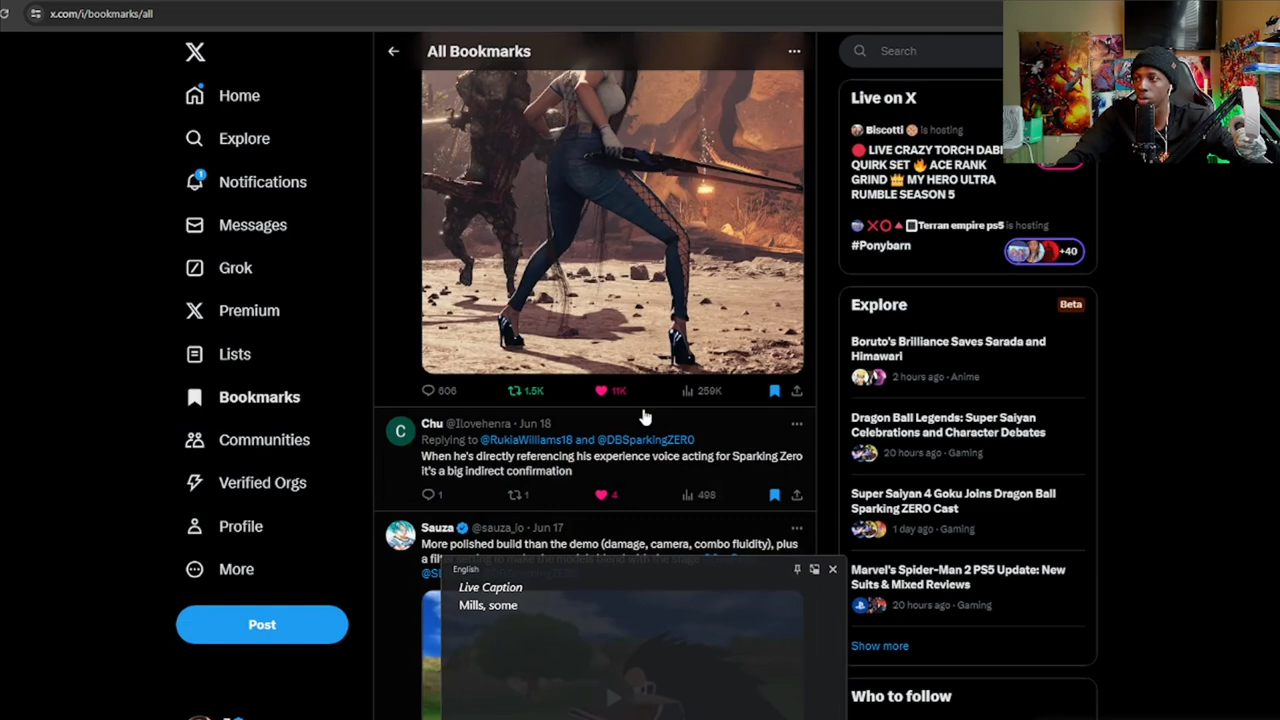 x.com/i/bookmarks/all
Home
Explore
1
Notifications
Messages
Grok
Premium
Lists
Bookmarks
Communities
Verified Orgs
Profile
More
Post
All Bookmarks
606 1.5K 11K 259K
C
Chu @Ilovehenra · Jun 18
Replying to @RukiaWilliams18 and @DBSparkingZER0
When he's directly referencing his experience voice acting for Sparking Zero
it's a big indirect confirmation
1 1 4 498
Sauza @sauza_io · Jun 17
More polished build than the demo (damage, camera, combo fluidity), plus
English
Live Caption
Mills, some
Search
Live on X
Biscotti is hosting
LIVE CRAZY TORCH DABI
QUIRK SET ACE RANK
GRIND MY HERO ULTRA
RUMBLE SEASON 5
Terran empire ps5 is hosting
#Ponybarn
+40
Explore
Beta
Boruto's Brilliance Saves Sarada and
Himawari
2 hours ago · Anime
Dragon Ball Legends: Super Saiyan
Celebrations and Character Debates
20 hours ago · Gaming
Super Saiyan 4 Goku Joins Dragon Ball
Sparking ZERO Cast
1 day ago · Gaming
Marvel's Spider-Man 2 PS5 Update: New
Suits & Mixed Reviews
20 hours ago · Gaming
Show more
Who to follow